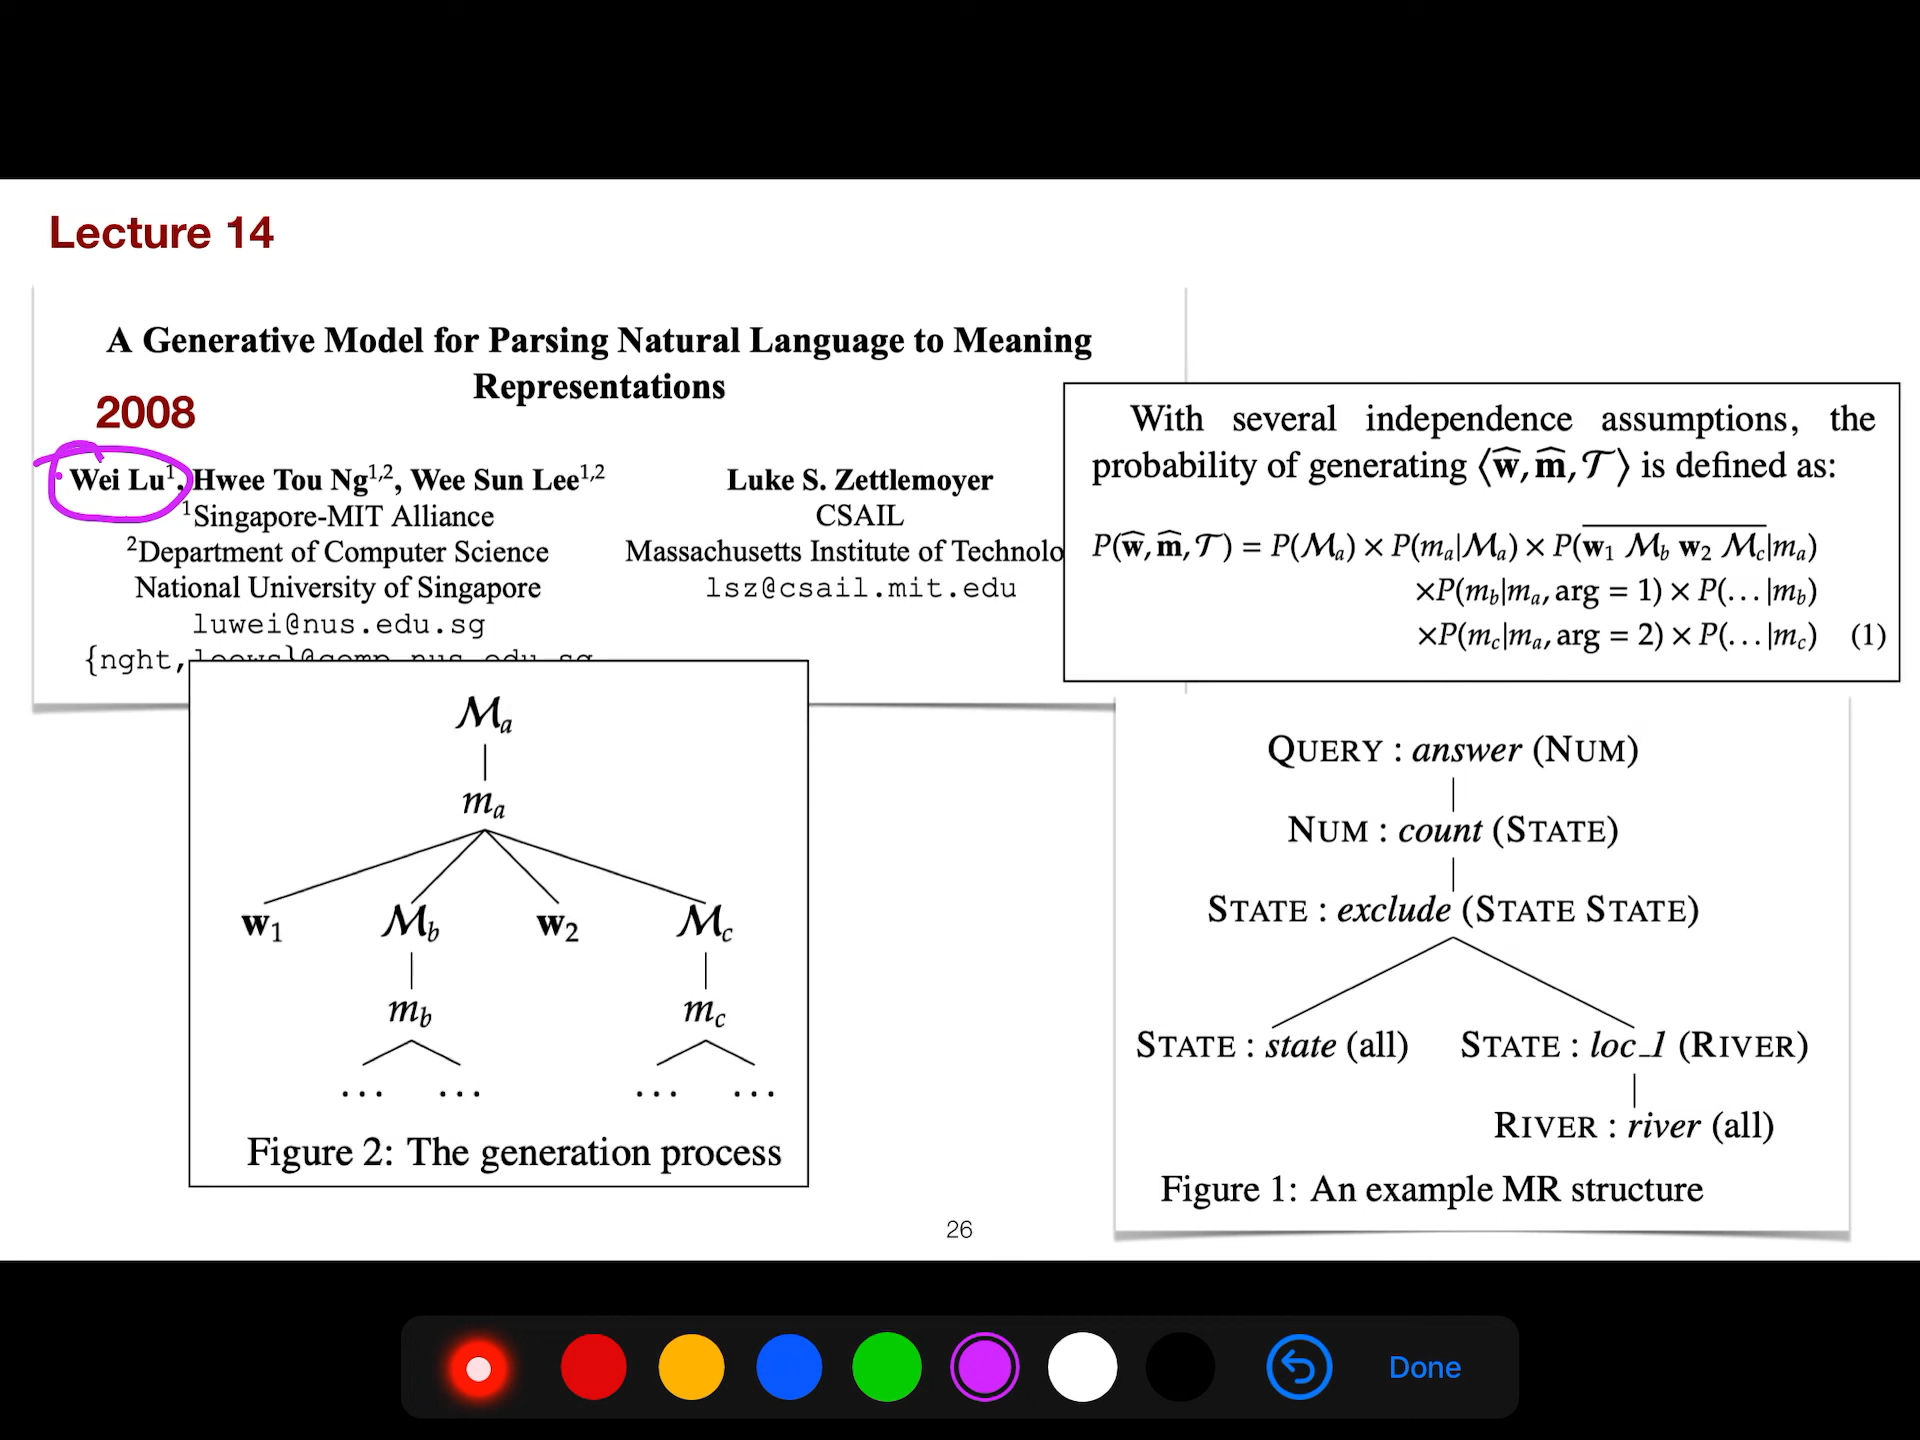 Lecture 14
A Generative Model for Parsing Natural Language to Meaning
Representations
2008
Wei Lu¹, Hwee Tou Ng¹,², Wee Sun Lee¹,²
¹Singapore-MIT Alliance
²Department of Computer Science
National University of Singapore
luwei@nus.edu.sg
{nght,leews}@comp.nus.edu.sg
Luke S. Zettlemoyer
CSAIL
Massachusetts Institute of Technolo
lsz@csail.mit.edu
With several independence assumptions, the
probability of generating ⟨ŵ, m̂, 𝒯⟩ is defined as:
P(ŵ, m̂, 𝒯) = P(ℳa) × P(ma|ℳa) × P(w1 ℳb w2 ℳc|ma)
×P(mb|ma, arg = 1) × P(...|mb)
×P(mc|ma, arg = 2) × P(...|mc) (1)
ℳa
ma
w1 ℳb w2 ℳc
mb mc
... ... ... ...
Figure 2: The generation process
QUERY : answer (NUM)
NUM : count (STATE)
STATE : exclude (STATE STATE)
STATE : state (all) STATE : loc_1 (RIVER)
RIVER : river (all)
Figure 1: An example MR structure
26
Done